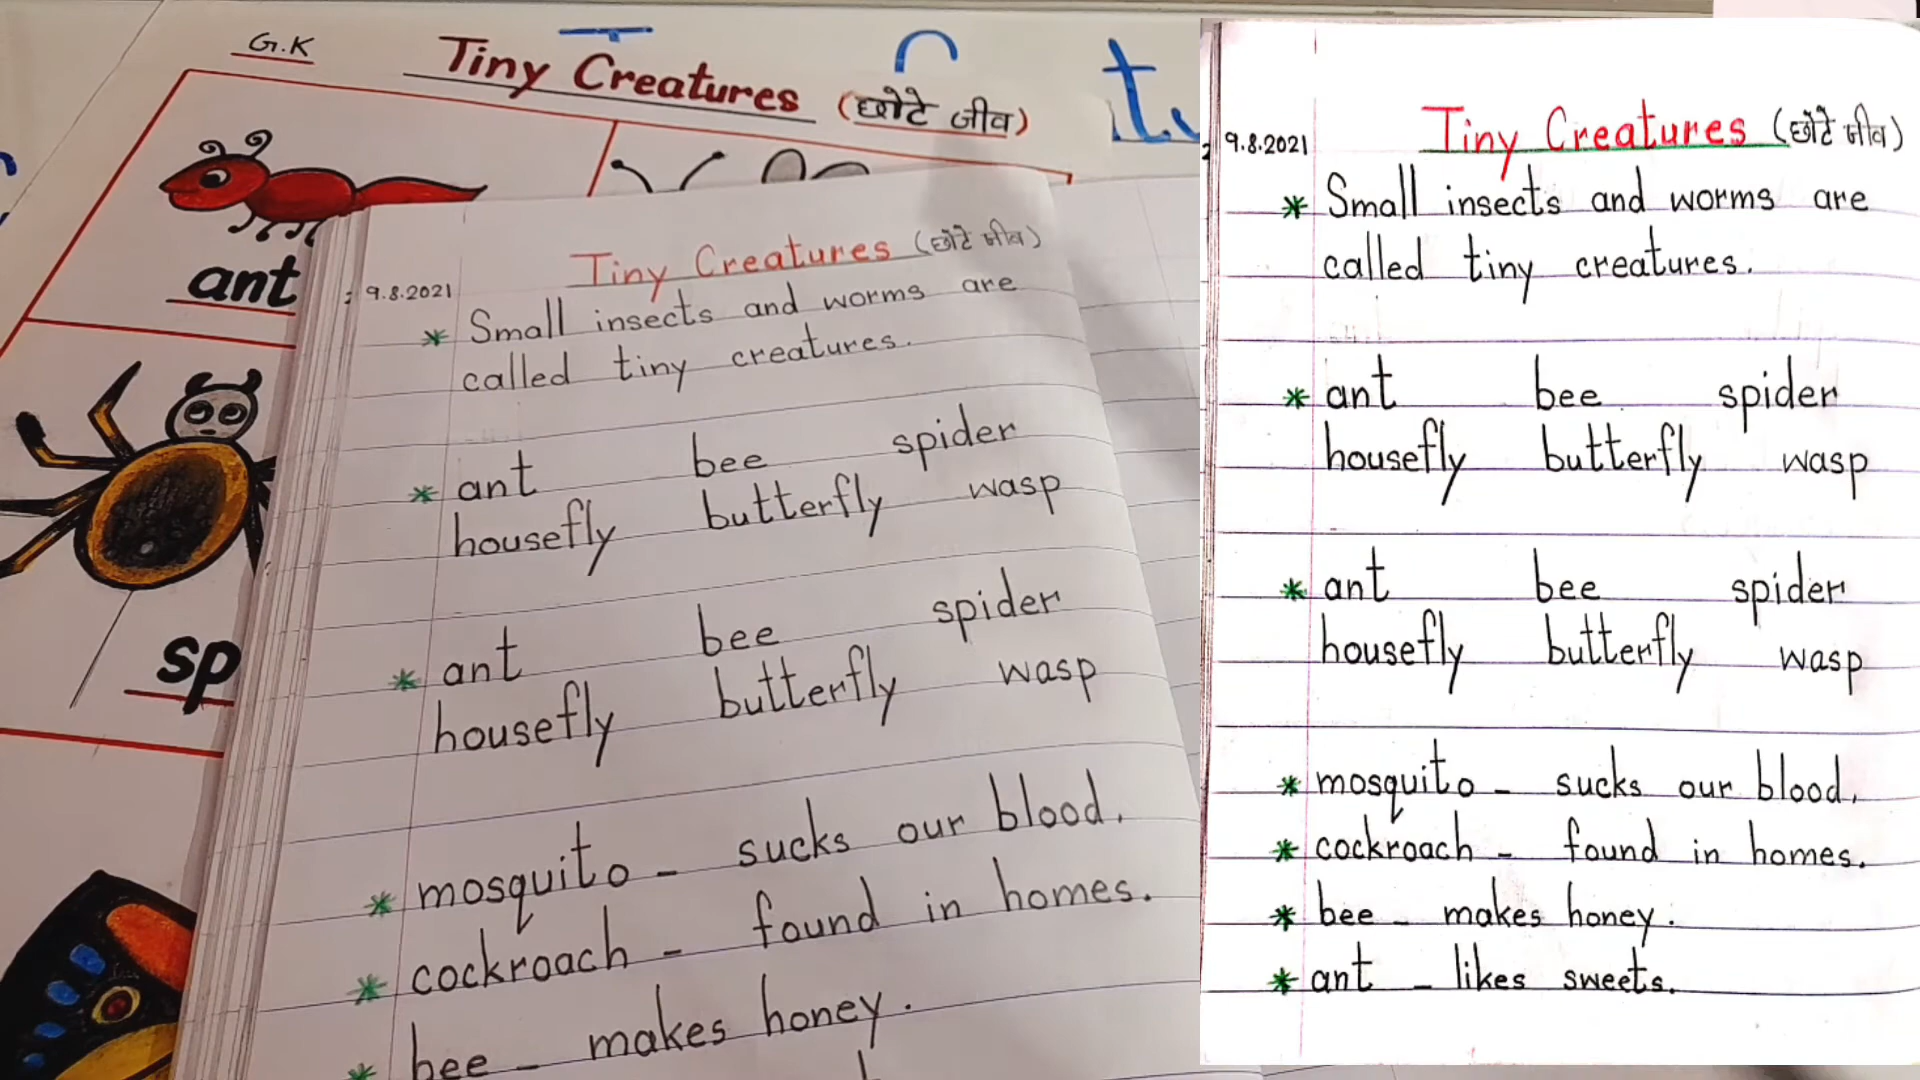 G.K
Tiny Creatures (छोटे जीव)
ant
sp
9.8.2021
Tiny Creatures (छोटे जीव)
* Small insects and worms are
called tiny creatures.
* ant bee spider
housefly butterfly wasp
* ant bee spider
housefly butterfly wasp
* mosquito - sucks our blood.
* cockroach - found in homes.
* bee - makes honey.
9.8.2021
Tiny Creatures (छोटे जीव)
* Small insects and worms are
called tiny creatures.
* ant bee spider
housefly butterfly wasp
* ant bee spider
housefly butterfly wasp
* mosquito - sucks our blood.
* cockroach - found in homes.
* bee - makes honey.
* ant - likes sweets.